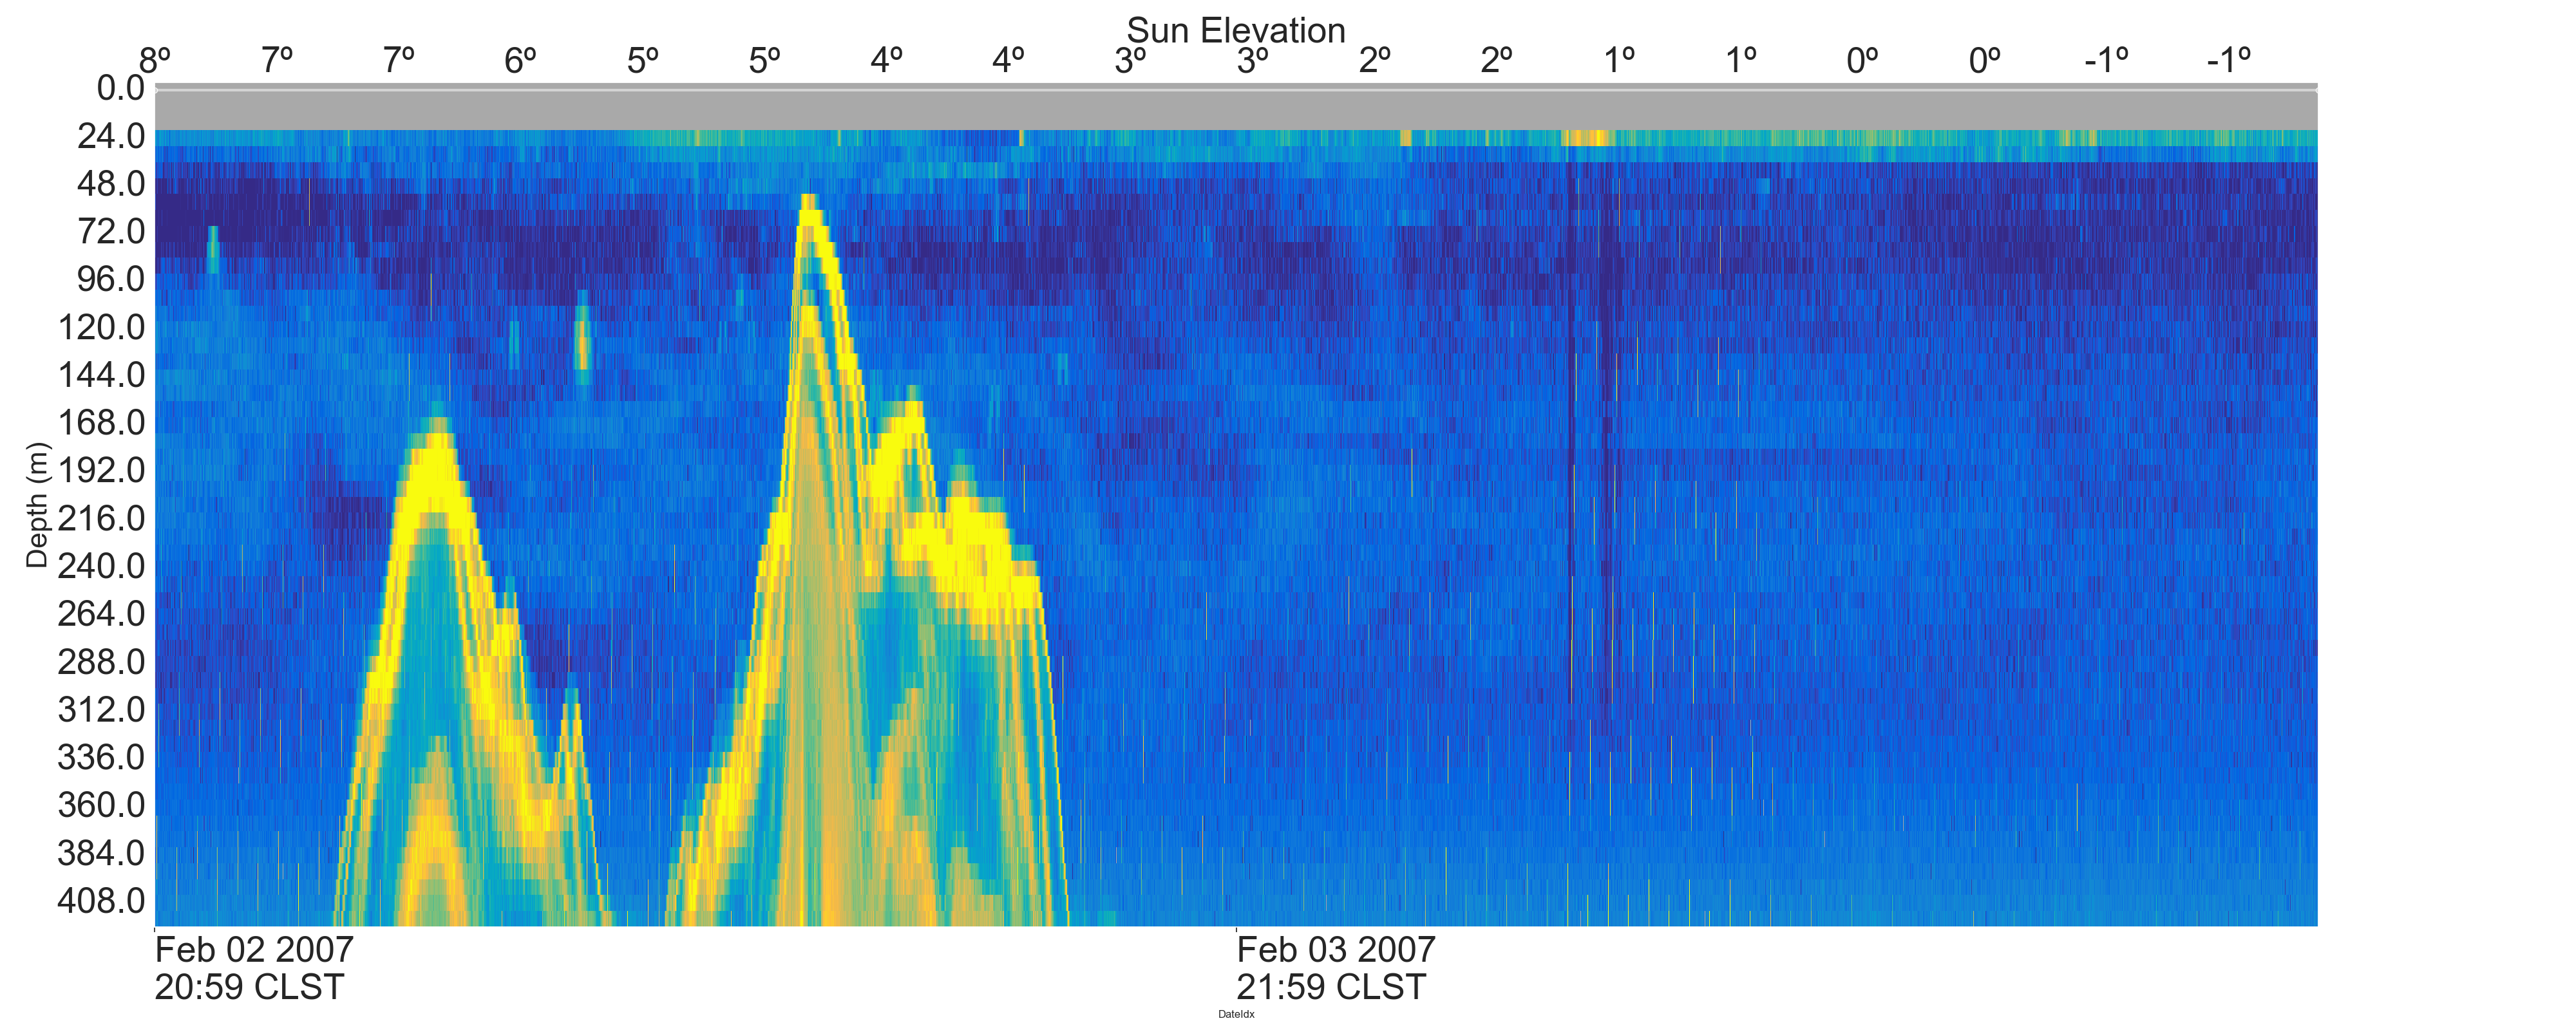 Sun Elevation
8º 7º 7º 6º 5º 5º 4º 4º 3º 3º 2º 2º 1º 1º 0º 0º -1º -1º
0.0
24.0
48.0
72.0
96.0
120.0
144.0
168.0
192.0
216.0
240.0
264.0
288.0
312.0
336.0
360.0
384.0
408.0
Depth (m)
Feb 02 2007
20:59 CLST
Feb 03 2007
21:59 CLST
DateIdx